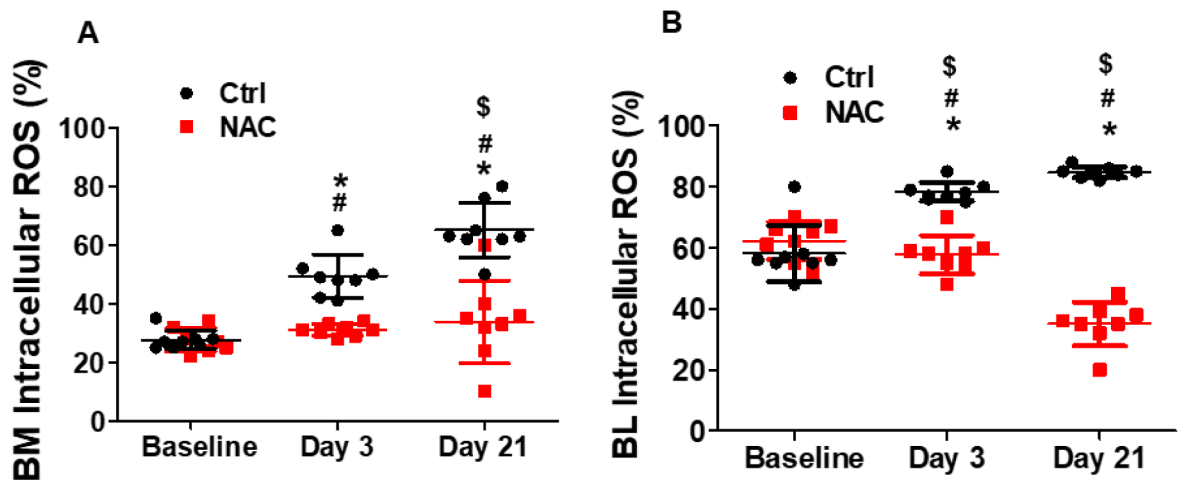 A
BM Intracellular ROS (%)
Ctrl
NAC
100
80
60
40
20
0
*
#
$
#
*
Baseline
Day 3
Day 21
B
BL Intracellular ROS (%)
Ctrl
NAC
100
80
60
40
20
0
$
#
*
$
#
*
Baseline
Day 3
Day 21